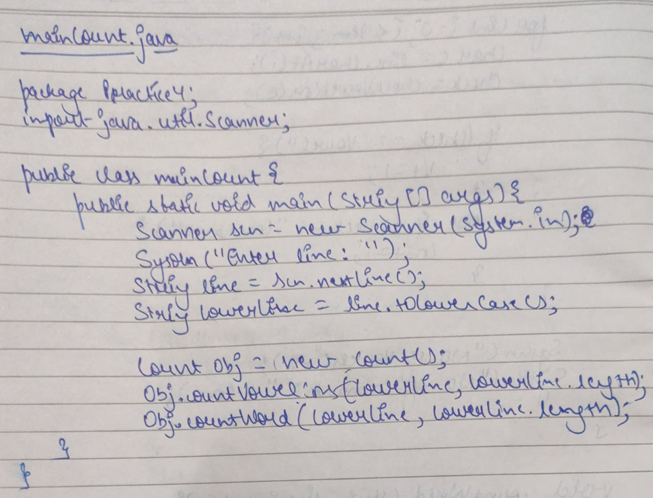 mainCount.java
package Practice4;
import java.util.Scanner;
public class mainCount {
public static void main (String [] args) {
Scanner scn = new Scanner (System.in);
Sysoum ("Enter line: ");
String line = scn.nextLine();
String lowerline = line.toLowerCase();
Count obj = new Count();
Obj.countVowel (lowerline, lowerline.length);
Obj.countWord (lowerline, lowerline.length);
}
}